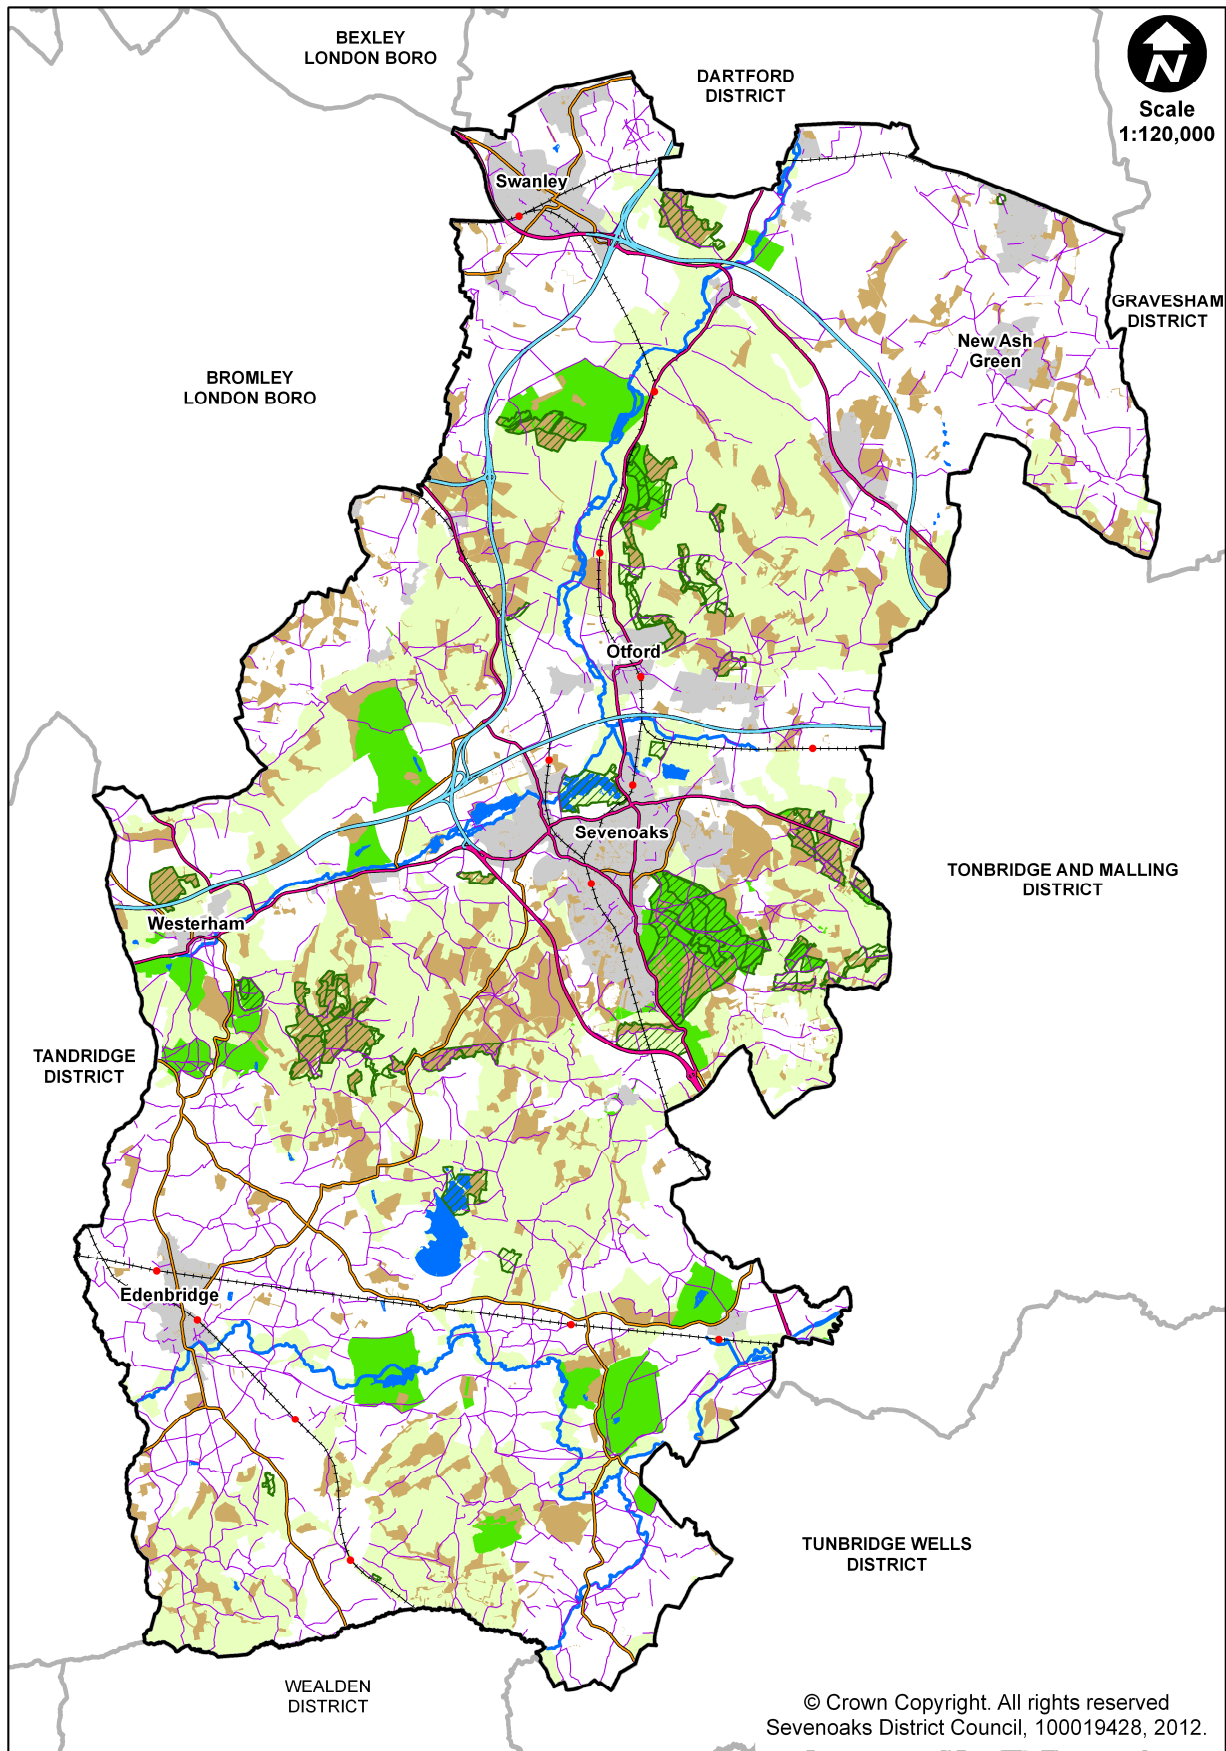 BEXLEY
LONDON BORO
DARTFORD
DISTRICT
N
Scale
1:120,000
Swanley
GRAVESHAM
DISTRICT
New Ash
Green
BROMLEY
LONDON BORO
Otford
Sevenoaks
TONBRIDGE AND MALLING
DISTRICT
Westerham
TANDRIDGE
DISTRICT
Edenbridge
TUNBRIDGE WELLS
DISTRICT
WEALDEN
DISTRICT
© Crown Copyright. All rights reserved
Sevenoaks District Council, 100019428, 2012.